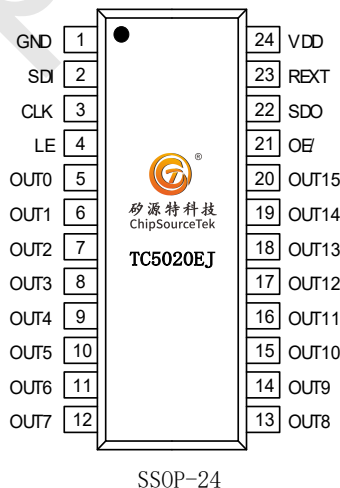 GND 1 24 VDD
SDI 2 23 REXT
CLK 3 22 SDO
LE 4 21 OE/
OUT0 5 20 OUT15
OUT1 6 19 OUT14
OUT2 7 18 OUT13
OUT3 8 17 OUT12
OUT4 9 16 OUT11
OUT5 10 15 OUT10
OUT6 11 14 OUT9
OUT7 12 13 OUT8
®
矽源特科技
ChipSourceTek
TC5020EJ
SSOP-24